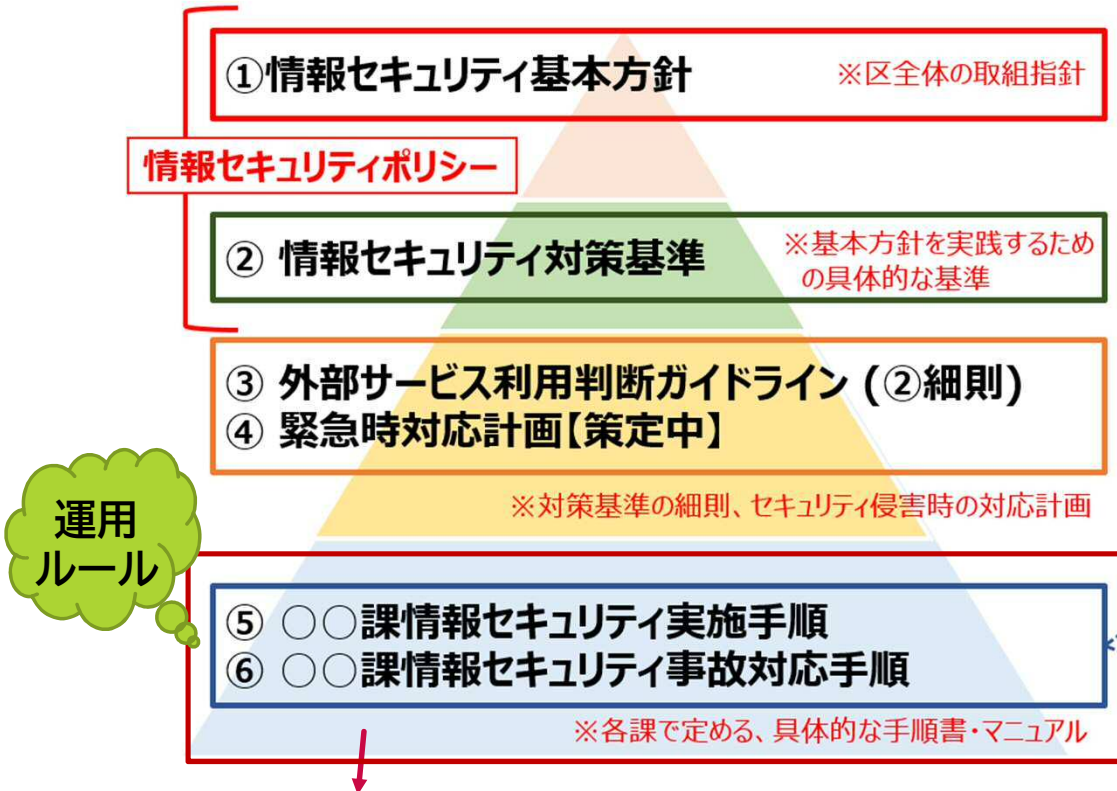 ①情報セキュリティ基本方針
※区全体の取組指針
情報セキュリティポリシー
② 情報セキュリティ対策基準
※基本方針を実践するため
の具体的な基準
③ 外部サービス利用判断ガイドライン (②細則)
④ 緊急時対応計画【策定中】
※対策基準の細則、セキュリティ侵害時の対応計画
運用
ルール
⑤ ○○課情報セキュリティ実施手順
⑥ ○○課情報セキュリティ事故対応手順
※各課で定める、具体的な手順書・マニュアル